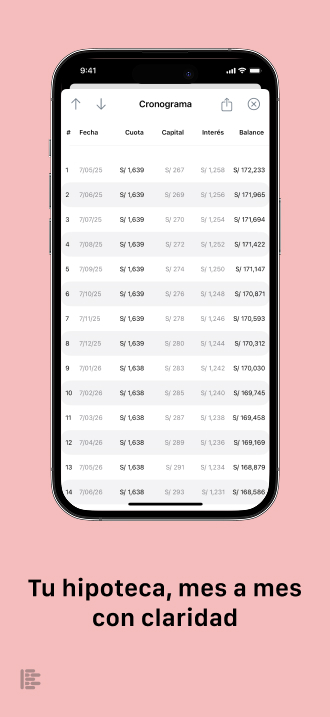 9:41
Cronograma
# Fecha Cuota Capital Interés Balance
1 7/05/25 S/ 1,639 S/ 267 S/ 1,258 S/ 172,233
2 7/06/25 S/ 1,639 S/ 269 S/ 1,256 S/ 171,965
3 7/07/25 S/ 1,639 S/ 270 S/ 1,254 S/ 171,694
4 7/08/25 S/ 1,639 S/ 272 S/ 1,252 S/ 171,422
5 7/09/25 S/ 1,639 S/ 274 S/ 1,250 S/ 171,147
6 7/10/25 S/ 1,639 S/ 276 S/ 1,248 S/ 170,871
7 7/11/25 S/ 1,639 S/ 278 S/ 1,246 S/ 170,593
8 7/12/25 S/ 1,639 S/ 280 S/ 1,244 S/ 170,312
9 7/01/26 S/ 1,638 S/ 283 S/ 1,242 S/ 170,030
10 7/02/26 S/ 1,638 S/ 285 S/ 1,240 S/ 169,745
11 7/03/26 S/ 1,638 S/ 287 S/ 1,238 S/ 169,458
12 7/04/26 S/ 1,638 S/ 289 S/ 1,236 S/ 169,169
13 7/05/26 S/ 1,638 S/ 291 S/ 1,234 S/ 168,879
14 7/06/26 S/ 1,638 S/ 293 S/ 1,231 S/ 168,586
Tu hipoteca, mes a mes
con claridad